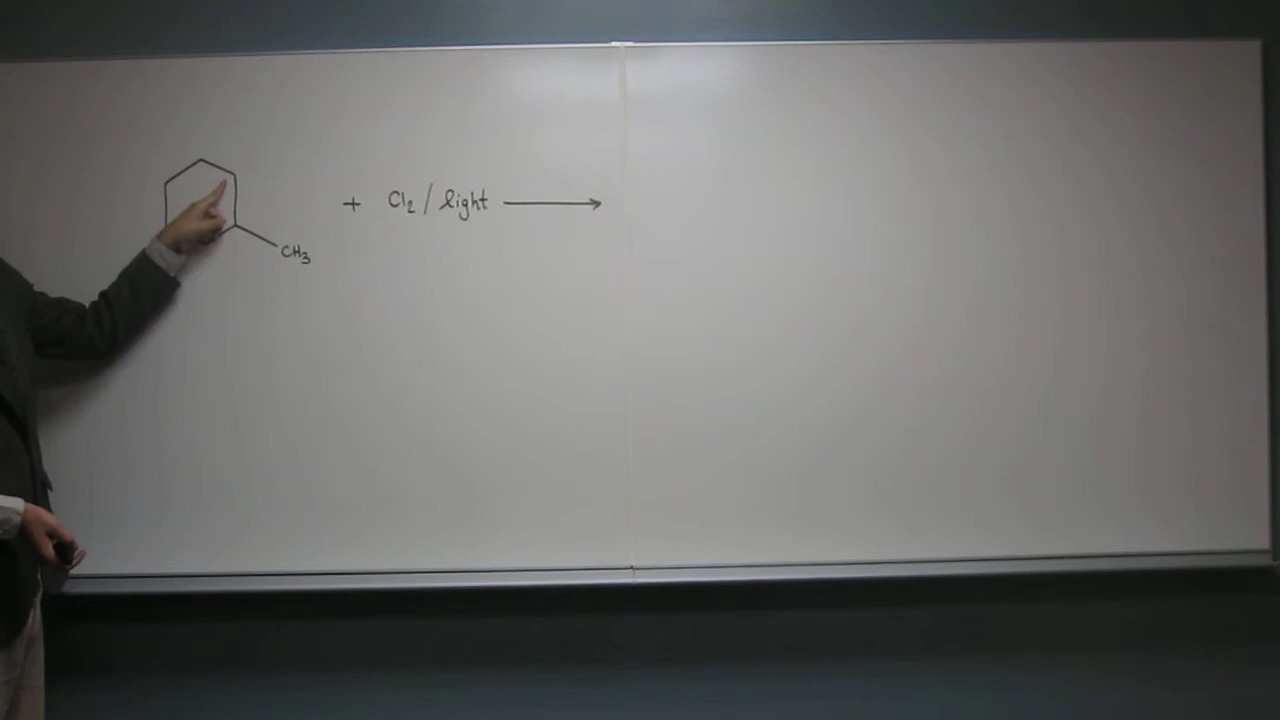 + Cl₂ / light ⟶
CH₃